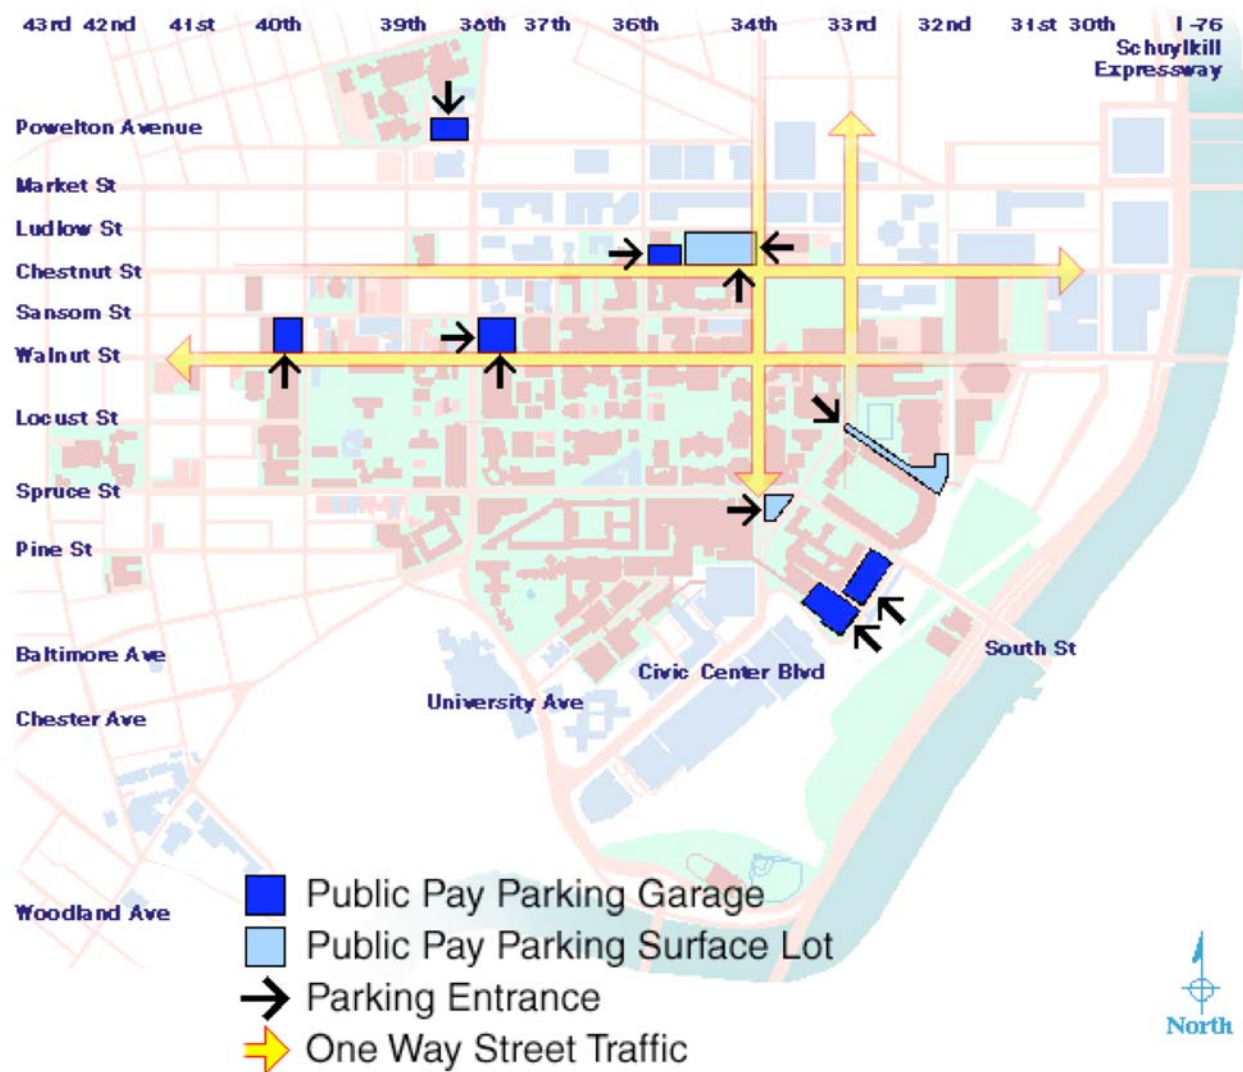 43rd 42nd 41st 40th 39th 38th 37th 36th 34th 33rd 32nd 31st 30th I-76
Schuylkill
Expressway
Powelton Avenue
Market St
Ludlow St
Chestnut St
Sansom St
Walnut St
Locust St
Spruce St
Pine St
Baltimore Ave
South St
Civic Center Blvd
University Ave
Chester Ave
Woodland Ave
Public Pay Parking Garage
Public Pay Parking Surface Lot
Parking Entrance
One Way Street Traffic
North